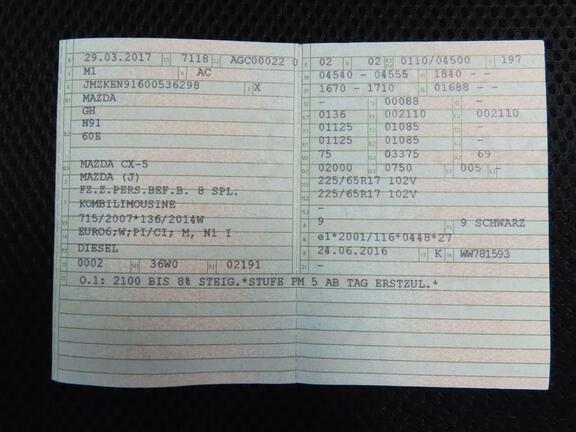 29.03.2017 7118 AGC00022 0
M1 AC
JMZKEN91600536298 X
MAZDA
GH
N91
60E
MAZDA CX-5
MAZDA (J)
FZ.Z.PERS.BEF.B. 8 SPL.
KOMBILIMOUSINE
715/2007*136/2014W
EURO6;W;PI/CI; M, N1 I
DIESEL
0002 36W0 02191
02 02 0110/04500 197
04540 - 04555 1840 - -
1670 - 1710 01688 - -
- 00088 -
0136 002110 002110
01125 01085 -
01125 01085 -
75 03375 69
02000 0750 005 -
225/65R17 102V
225/65R17 102V
-
9 9 SCHWARZ
e1*2001/116*0448*27
24.06.2016 K WW781593
-
O.1: 2100 BIS 8% STEIG.*STUFE PM 5 AB TAG ERSTZUL.*